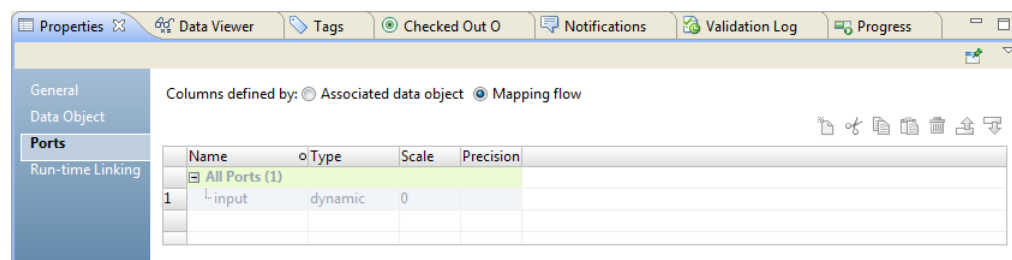 Properties Data Viewer Tags Checked Out O Notifications Validation Log Progress
General
Data Object
Ports
Run-time Linking
Columns defined by: Associated data object Mapping flow
Name Type Scale Precision
All Ports (1)
1 input dynamic 0